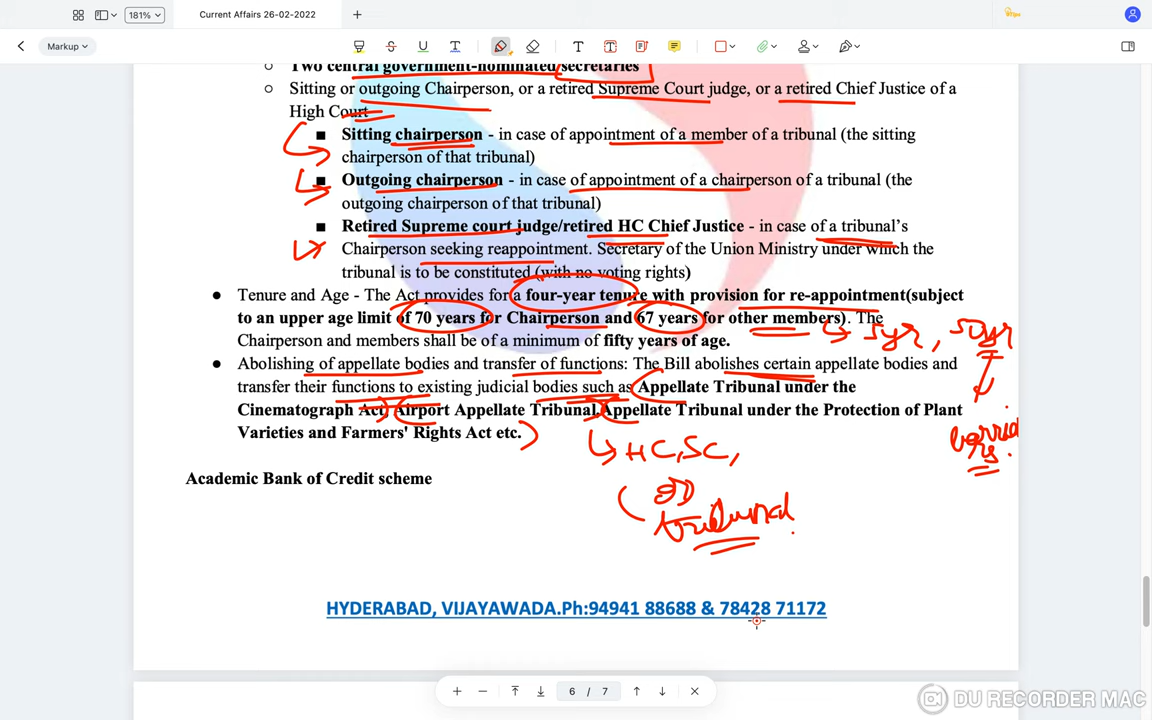 181%
Current Affairs 26-02-2022
Markup
Two central government-nominated secretaries
Sitting or outgoing Chairperson, or a retired Supreme Court judge, or a retired Chief Justice of a
High Court
Sitting chairperson - in case of appointment of a member of a tribunal (the sitting
chairperson of that tribunal)
Outgoing chairperson - in case of appointment of a chairperson of a tribunal (the
outgoing chairperson of that tribunal)
Retired Supreme court judge/retired HC Chief Justice - in case of a tribunal's
Chairperson seeking reappointment. Secretary of the Union Ministry under which the
tribunal is to be constituted (with no voting rights)
Tenure and Age - The Act provides for a four-year tenure with provision for re-appointment(subject
to an upper age limit of 70 years for Chairperson and 67 years for other members). The
5yr, 50yr
Chairperson and members shall be of a minimum of fifty years of age.
Abolishing of appellate bodies and transfer of functions: The Bill abolishes certain appellate bodies and
transfer their functions to existing judicial bodies such as Appellate Tribunal under the
Cinematograph Act, Airport Appellate Tribunal, Appellate Tribunal under the Protection of Plant
Varieties and Farmers' Rights Act etc.
HC, SC,
Academic Bank of Credit scheme
tribunal
HYDERABAD, VIJAYAWADA.Ph:94941 88688 & 78428 71172
6 / 7
DU RECORDER MAC